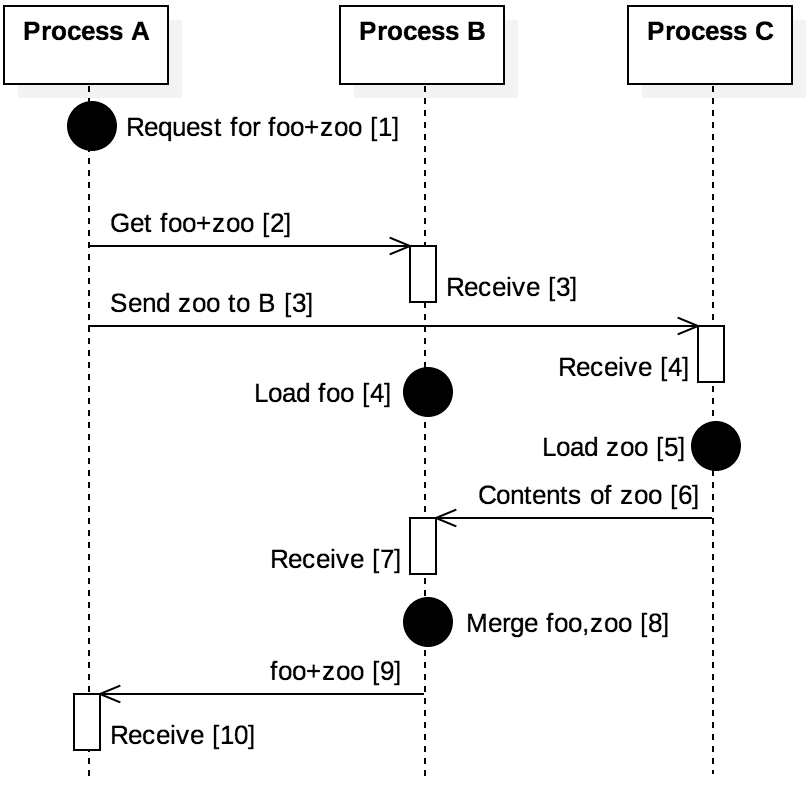 Process A
Process B
Process C
Request for foo+zoo [1]
Get foo+zoo [2]
Receive [3]
Send zoo to B [3]
Receive [4]
Load foo [4]
Load zoo [5]
Contents of zoo [6]
Receive [7]
Merge foo,zoo [8]
foo+zoo [9]
Receive [10]